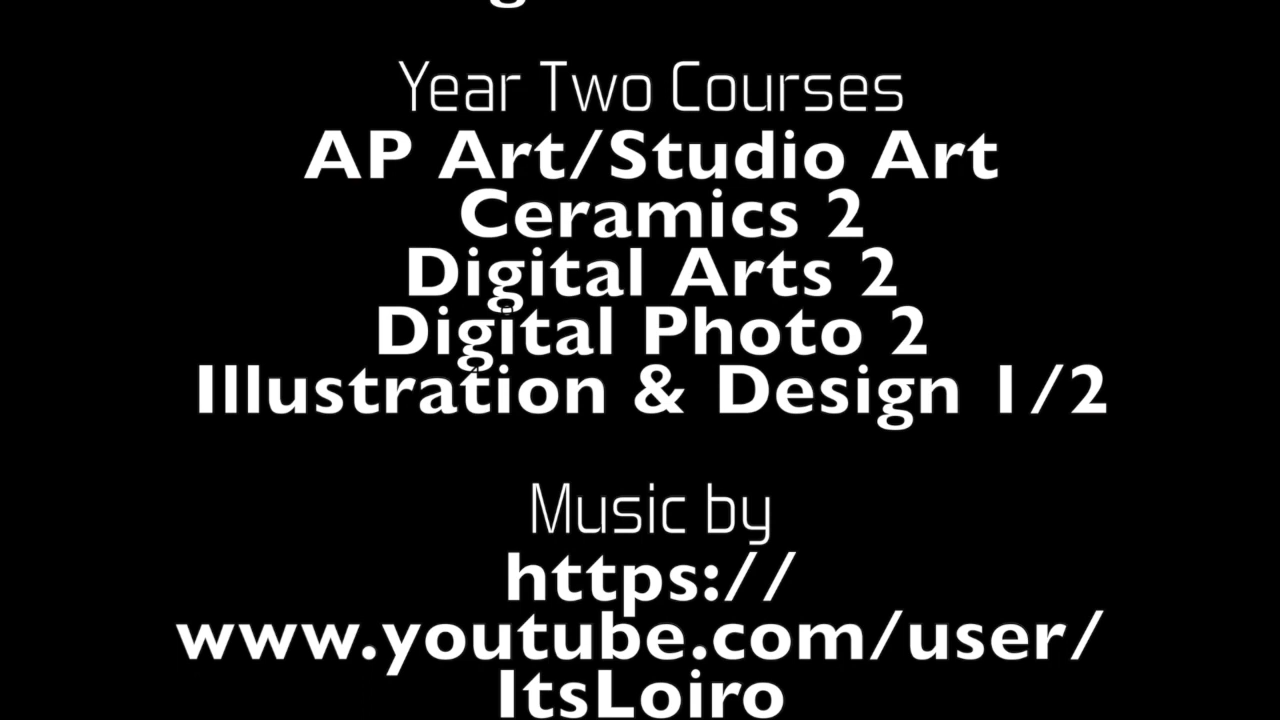 Year Two Courses
AP Art/Studio Art
Ceramics 2
Digital Arts 2
Digital Photo 2
Illustration & Design 1/2
Music by
https://
www.youtube.com/user/
ItsLoiro